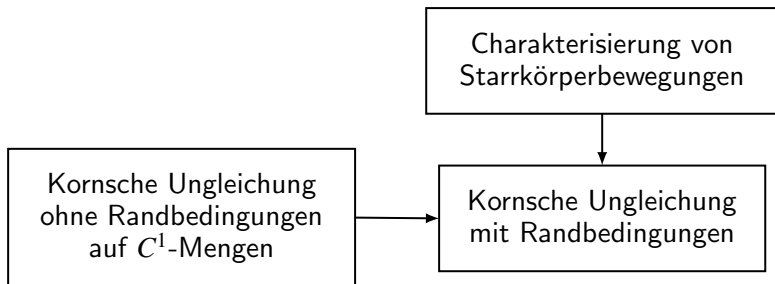 Charakterisierung von
Starrkörperbewegungen
Kornsche Ungleichung
ohne Randbedingungen
auf C¹-Mengen
Kornsche Ungleichung
mit Randbedingungen